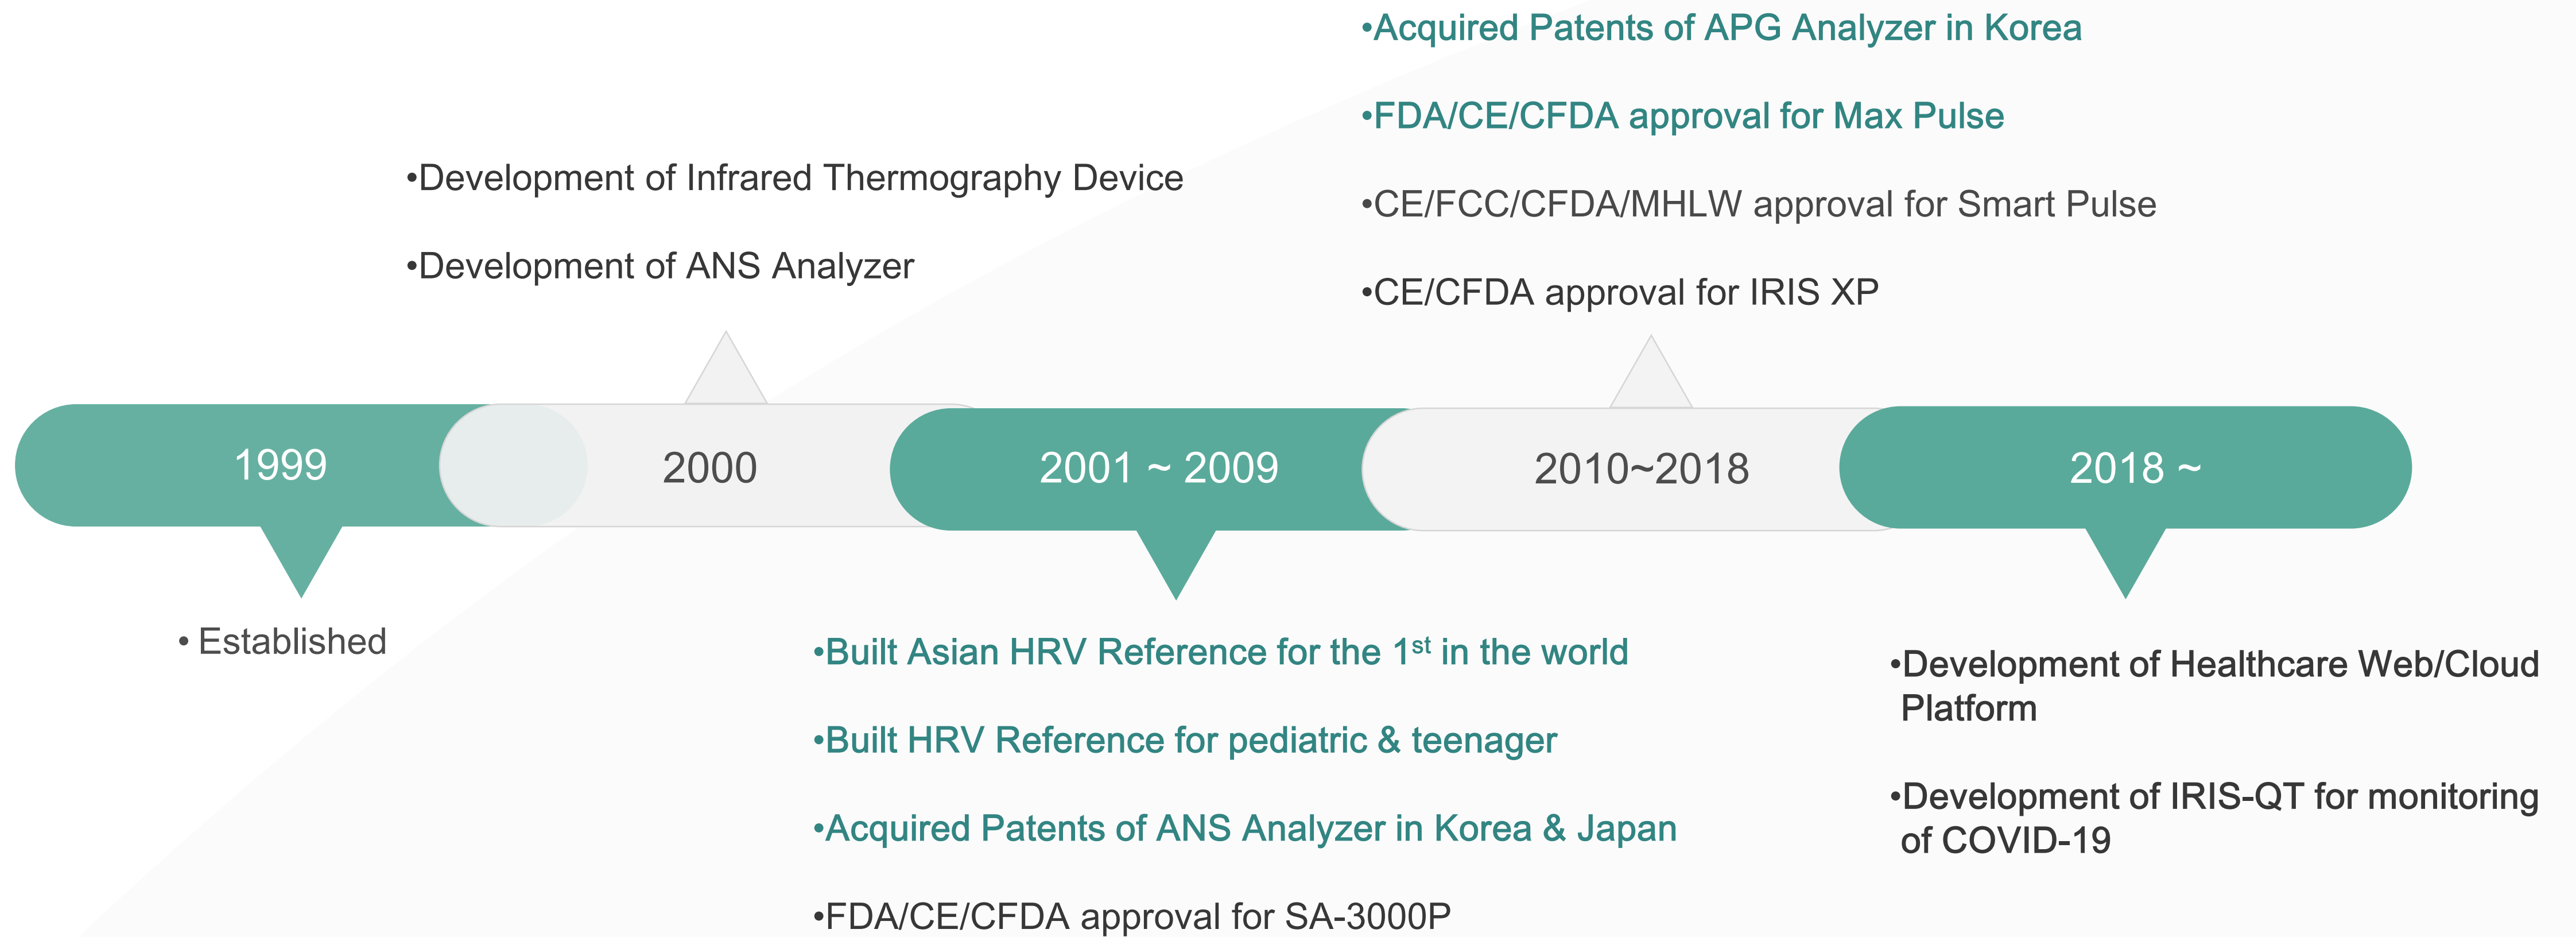 •Acquired Patents of APG Analyzer in Korea
•FDA/CE/CFDA approval for Max Pulse
•CE/FCC/CFDA/MHLW approval for Smart Pulse
•CE/CFDA approval for IRIS XP
•Development of Infrared Thermography Device
•Development of ANS Analyzer
1999
2000
2001 ~ 2009
2010~2018
2018 ~
• Established
•Built Asian HRV Reference for the 1st in the world
•Built HRV Reference for pediatric & teenager
•Acquired Patents of ANS Analyzer in Korea & Japan
•FDA/CE/CFDA approval for SA-3000P
•Development of Healthcare Web/Cloud
Platform
•Development of IRIS-QT for monitoring
of COVID-19